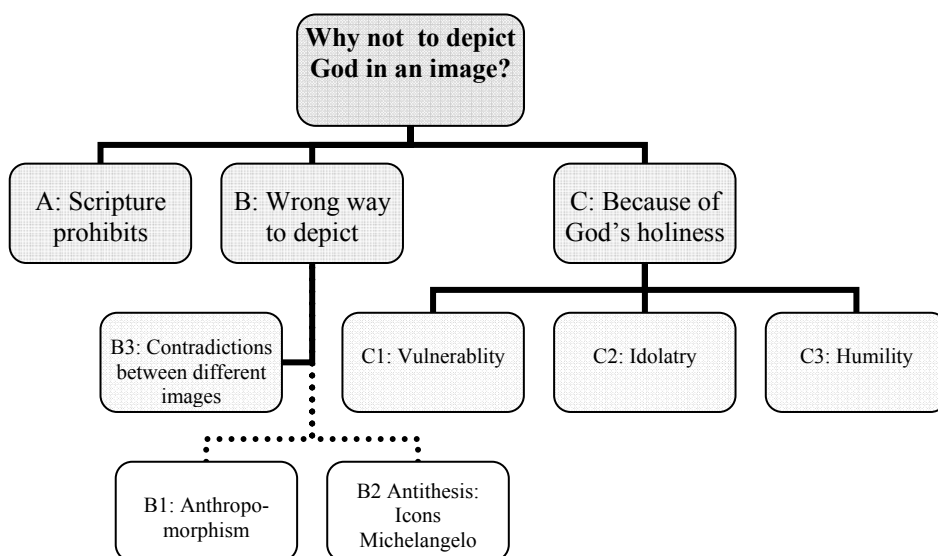 Why not to depict
God in an image?
A: Scripture
prohibits
B: Wrong way
to depict
C: Because of
God's holiness
B3: Contradictions
between different
images
C1: Vulnerablity
C2: Idolatry
C3: Humility
B1: Anthropo-
morphism
B2 Antithesis:
Icons
Michelangelo